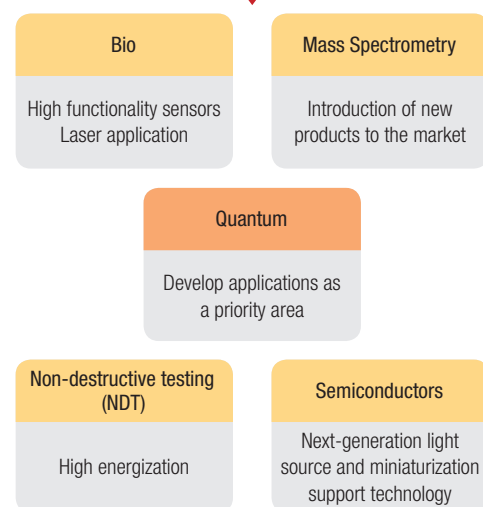 Bio
High functionality sensors
Laser application
Mass Spectrometry
Introduction of new
products to the market
Quantum
Develop applications as
a priority area
Non-destructive testing
(NDT)
High energization
Semiconductors
Next-generation light
source and miniaturization
support technology